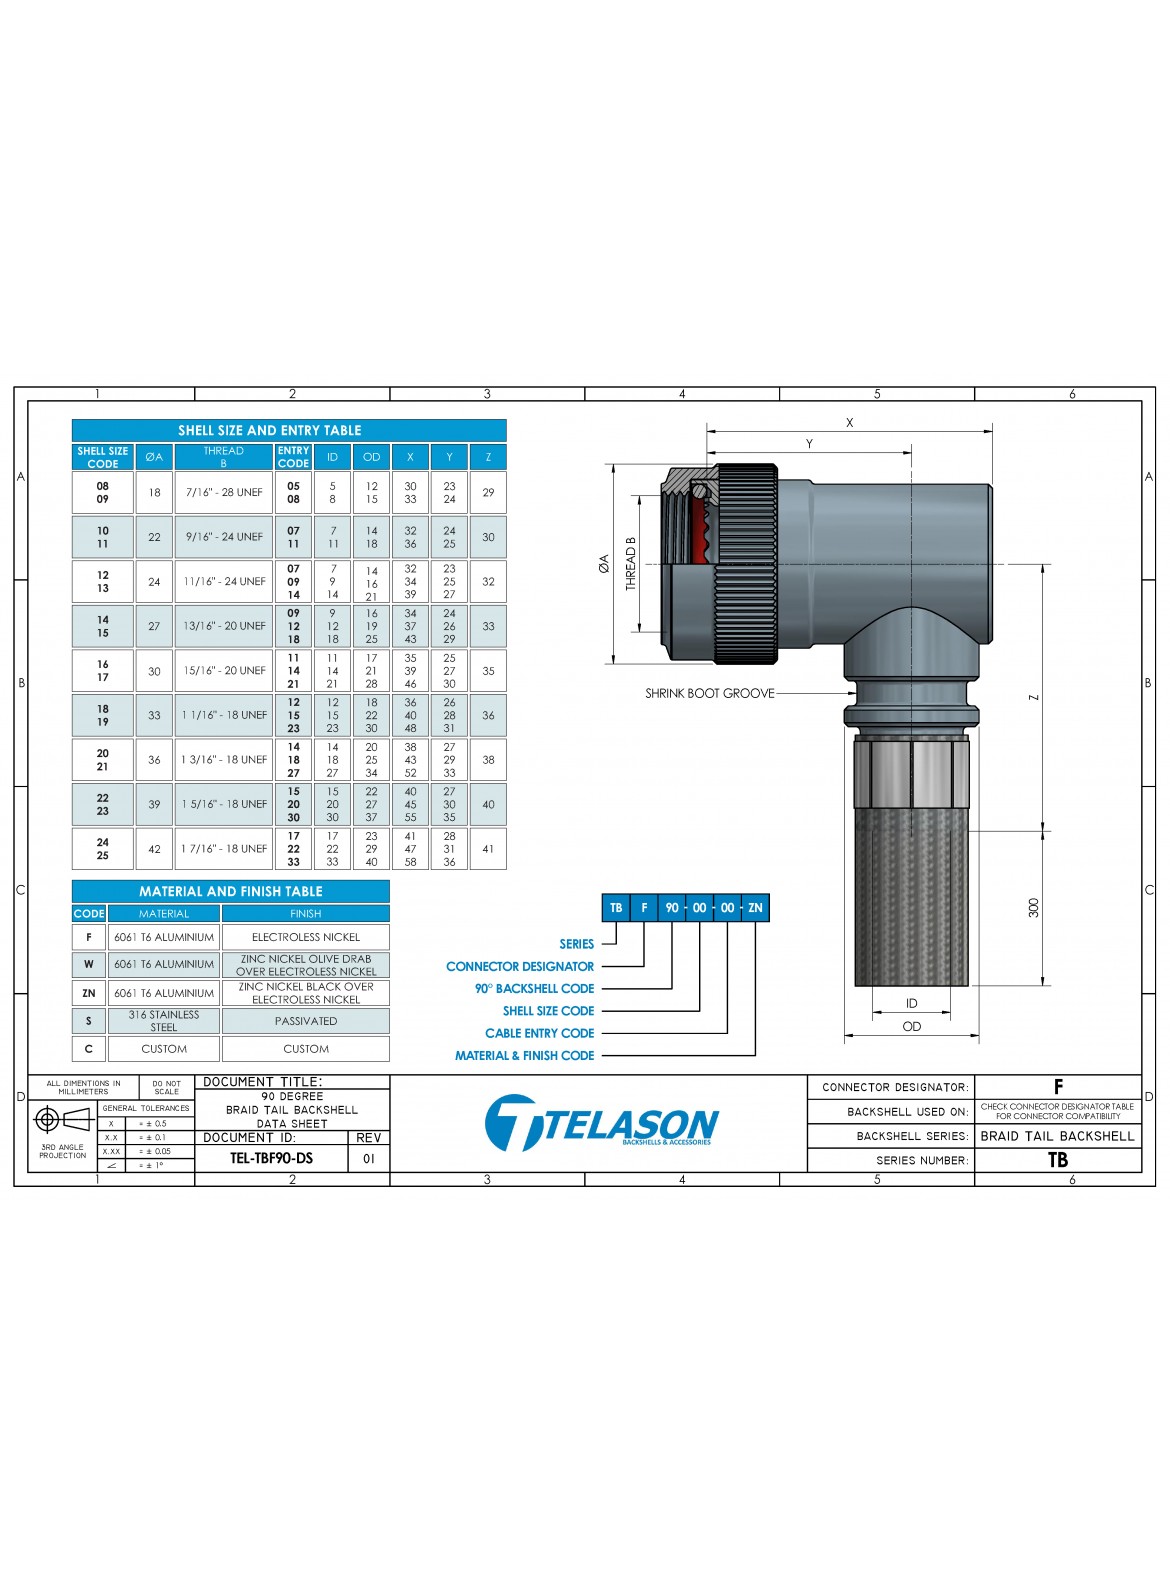 1 2 3 4 5 6
A A
B B
C C
D D
SHELL SIZE AND ENTRY TABLE
SHELL SIZE CODE ØA THREAD B ENTRY CODE ID OD X Y Z
08 09 18 7/16" - 28 UNEF 05 08 5 8 12 15 30 33 23 24 29
10 11 22 9/16" - 24 UNEF 07 11 7 11 14 18 32 36 24 25 30
12 13 24 11/16" - 24 UNEF 07 09 14 7 9 14 14 16 21 32 34 39 23 25 27 32
14 15 27 13/16" - 20 UNEF 09 12 18 9 12 18 16 19 25 34 37 43 24 26 29 33
16 17 30 15/16" - 20 UNEF 11 14 21 11 14 21 17 21 28 35 39 46 25 27 30 35
18 19 33 1 1/16" - 18 UNEF 12 15 23 12 15 23 18 22 30 36 40 48 26 28 31 36
20 21 36 1 3/16" - 18 UNEF 14 18 27 14 18 27 20 25 34 38 43 52 27 29 33 38
22 23 39 1 5/16" - 18 UNEF 15 20 30 15 20 30 22 27 37 40 45 55 27 30 35 40
24 25 42 1 7/16" - 18 UNEF 17 22 33 17 22 33 23 29 40 41 47 58 28 31 36 41
MATERIAL AND FINISH TABLE
CODE MATERIAL FINISH
F 6061 T6 ALUMINIUM ELECTROLESS NICKEL
W 6061 T6 ALUMINIUM ZINC NICKEL OLIVE DRAB OVER ELECTROLESS NICKEL
ZN 6061 T6 ALUMINIUM ZINC NICKEL BLACK OVER ELECTROLESS NICKEL
S 316 STAINLESS STEEL PASSIVATED
C CUSTOM CUSTOM
X
Y
ØA
THREAD B
SHRINK BOOT GROOVE
Z
300
ID
OD
TB F 90 - 00 - 00 - ZN
SERIES
CONNECTOR DESIGNATOR
90° BACKSHELL CODE
SHELL SIZE CODE
CABLE ENTRY CODE
MATERIAL & FINISH CODE
ALL DIMENTIONS IN MILLIMETERS
DO NOT SCALE
3RD ANGLE PROJECTION
GENERAL TOLERANCES
X = ± 0.5
X.X = ± 0.1
X.XX = ± 0.05
∠ = ± 1°
DOCUMENT TITLE:
90 DEGREE
BRAID TAIL BACKSHELL
DATA SHEET
DOCUMENT ID: REV
TEL-TBF90-DS 01
TELASON
BACKSHELLS & ACCESSORIES
CONNECTOR DESIGNATOR: F
BACKSHELL USED ON: CHECK CONNECTOR DESIGNATOR TABLE FOR CONNECTOR COMPATIBILITY
BACKSHELL SERIES: BRAID TAIL BACKSHELL
SERIES NUMBER: TB
1 2 3 4 5 6